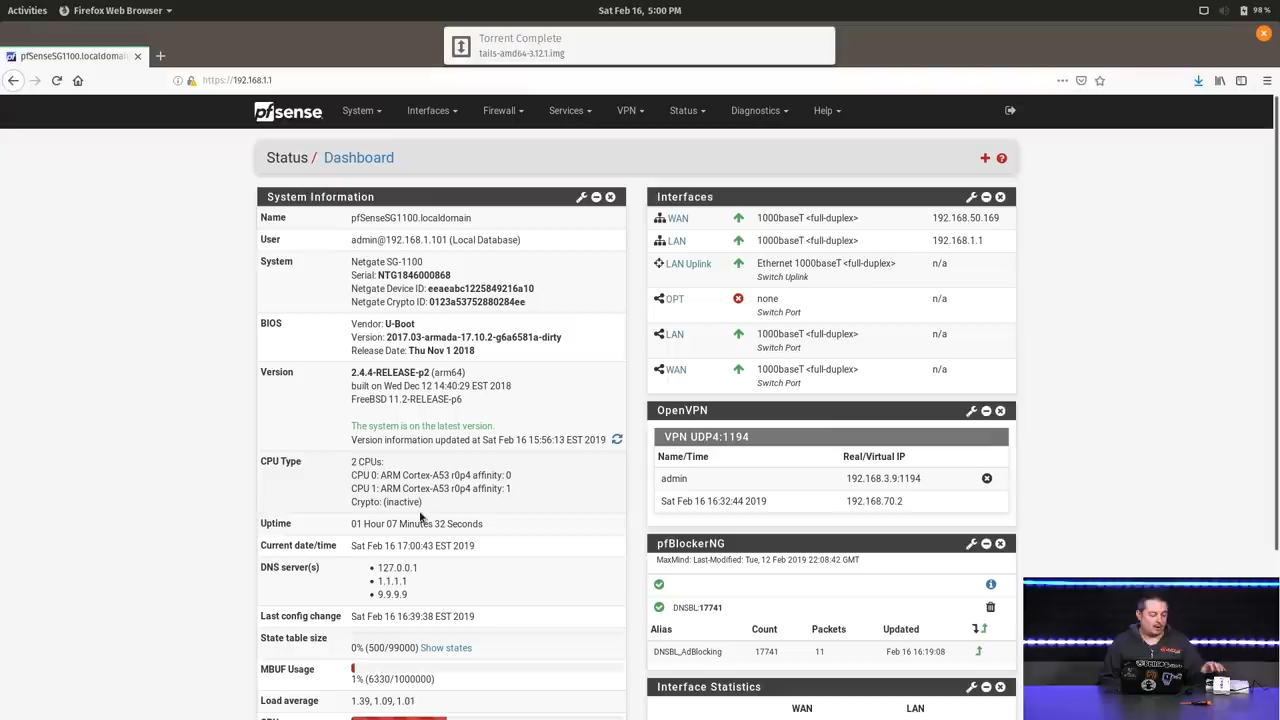 Activities
Firefox Web Browser
Sat Feb 16, 5:00 PM
98 %
Torrent Complete
tails-amd64-3.12.1.img
pfSenseSG1100.localdomai
https://192.168.1.1
pfsense
System
Interfaces
Firewall
Services
VPN
Status
Diagnostics
Help
Status / Dashboard
System Information
Name pfSenseSG1100.localdomain
User admin@192.168.1.101 (Local Database)
System Netgate SG-1100
Serial: NTG1846000868
Netgate Device ID: eeaeabc1225849216a10
Netgate Crypto ID: 0123a53752880284ee
BIOS Vendor: U-Boot
Version: 2017.03-armada-17.10.2-g6a6581a-dirty
Release Date: Thu Nov 1 2018
Version 2.4.4-RELEASE-p2 (arm64)
built on Wed Dec 12 14:40:29 EST 2018
FreeBSD 11.2-RELEASE-p6
The system is on the latest version.
Version information updated at Sat Feb 16 15:56:13 EST 2019
CPU Type 2 CPUs:
CPU 0: ARM Cortex-A53 r0p4 affinity: 0
CPU 1: ARM Cortex-A53 r0p4 affinity: 1
Crypto: (inactive)
Uptime 01 Hour 07 Minutes 32 Seconds
Current date/time Sat Feb 16 17:00:43 EST 2019
DNS server(s) 127.0.0.1
1.1.1.1
9.9.9.9
Last config change Sat Feb 16 16:39:38 EST 2019
State table size 0% (500/99000) Show states
MBUF Usage 1% (6330/1000000)
Load average 1.39, 1.09, 1.01
Interfaces
WAN 1000baseT <full-duplex> 192.168.50.169
LAN 1000baseT <full-duplex> 192.168.1.1
LAN Uplink Ethernet 1000baseT <full-duplex> n/a
Switch Uplink
OPT none n/a
Switch Port
LAN 1000baseT <full-duplex> n/a
Switch Port
WAN 1000baseT <full-duplex> n/a
Switch Port
OpenVPN
VPN UDP4:1194
Name/Time Real/Virtual IP
admin 192.168.3.9:1194
Sat Feb 16 16:32:44 2019 192.168.70.2
pfBlockerNG
MaxMind: Last-Modified: Tue, 12 Feb 2019 22:08:42 GMT
DNSBL:17741
Alias Count Packets Updated
DNSBL_AdBlocking 17741 11 Feb 16 16:19:08
Interface Statistics
WAN LAN